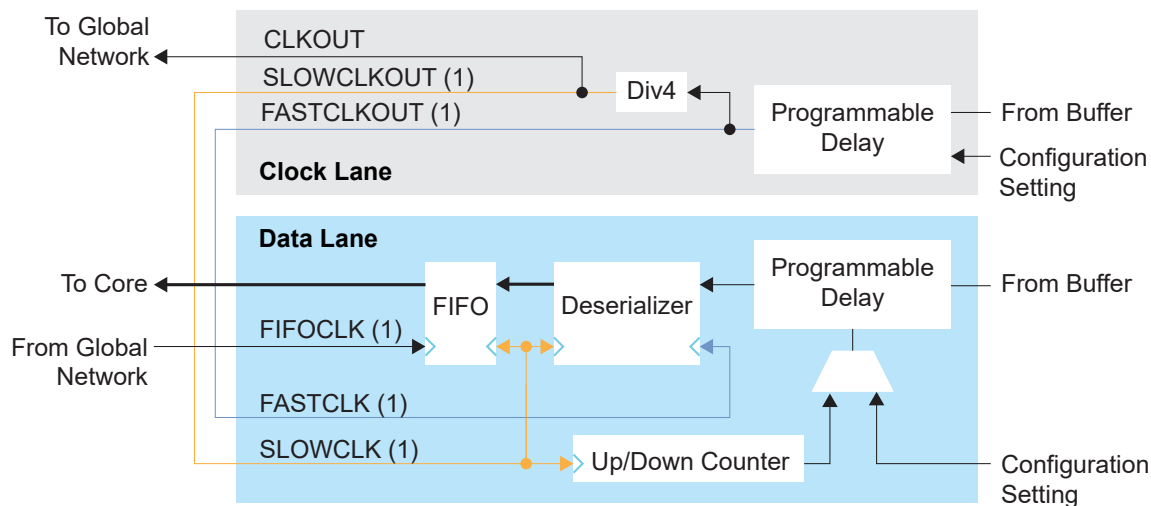 To Global
Network
CLKOUT
SLOWCLKOUT (1)
FASTCLKOUT (1)
Div4
Programmable
Delay
From Buffer
Configuration
Setting
Clock Lane
Data Lane
To Core
FIFO
Deserializer
Programmable
Delay
From Buffer
FIFOCLK (1)
From Global
Network
FASTCLK (1)
SLOWCLK (1)
Up/Down Counter
Configuration
Setting